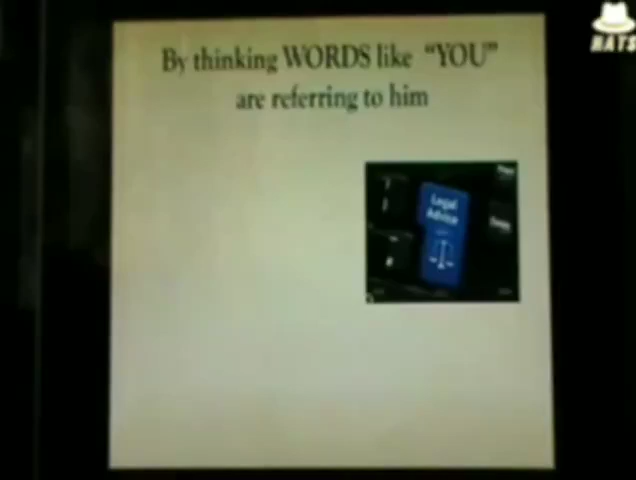 HATS
By thinking WORDS like “YOU”
are referring to him
Legal
Advice